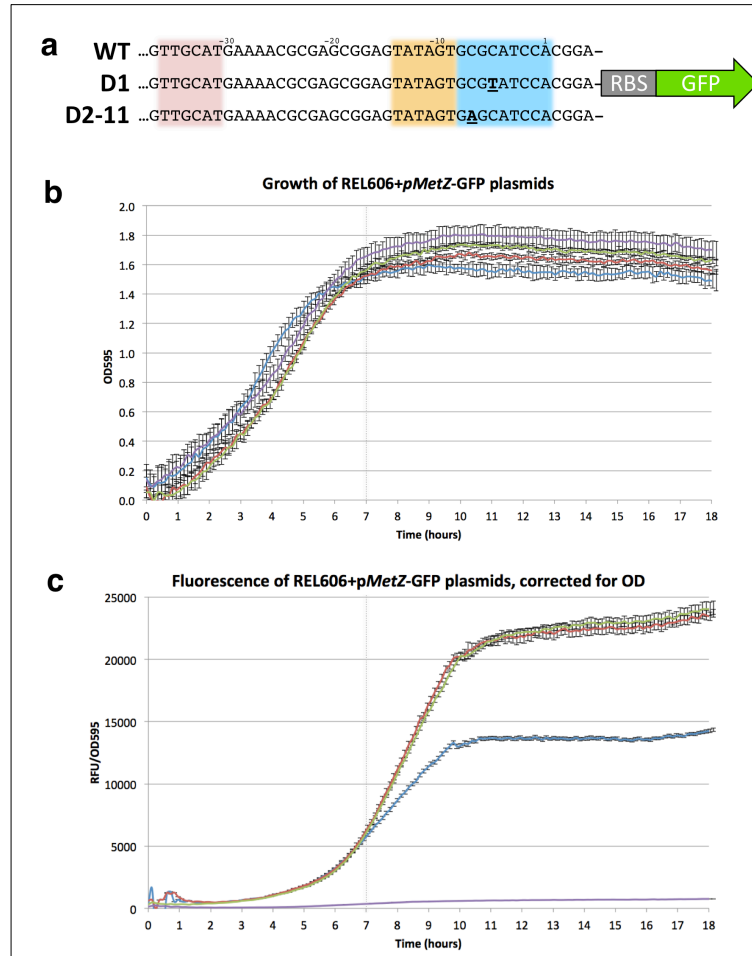 a
-30 -20 -10 1
WT …GTTGCATGAAAACGCGAGCGGAGTATAGTGCGCATCCACGGA–
D1 …GTTGCATGAAAACGCGAGCGGAGTATAGTGCGTATCCACGGA–
D2-11 …GTTGCATGAAAACGCGAGCGGAGTATAGTGAGCATCCACGGA–
RBS GFP
b
Growth of REL606+pMetZ-GFP plasmids
2.0
1.8
1.6
1.4
1.2
1.0
0.8
0.6
0.4
0.2
0.0
OD595
0 1 2 3 4 5 6 7 8 9 10 11 12 13 14 15 16 17 18
Time (hours)
c
Fluorescence of REL606+pMetZ-GFP plasmids, corrected for OD
25000
20000
15000
10000
5000
0
RFU/OD595
0 1 2 3 4 5 6 7 8 9 10 11 12 13 14 15 16 17 18
Time (hours)